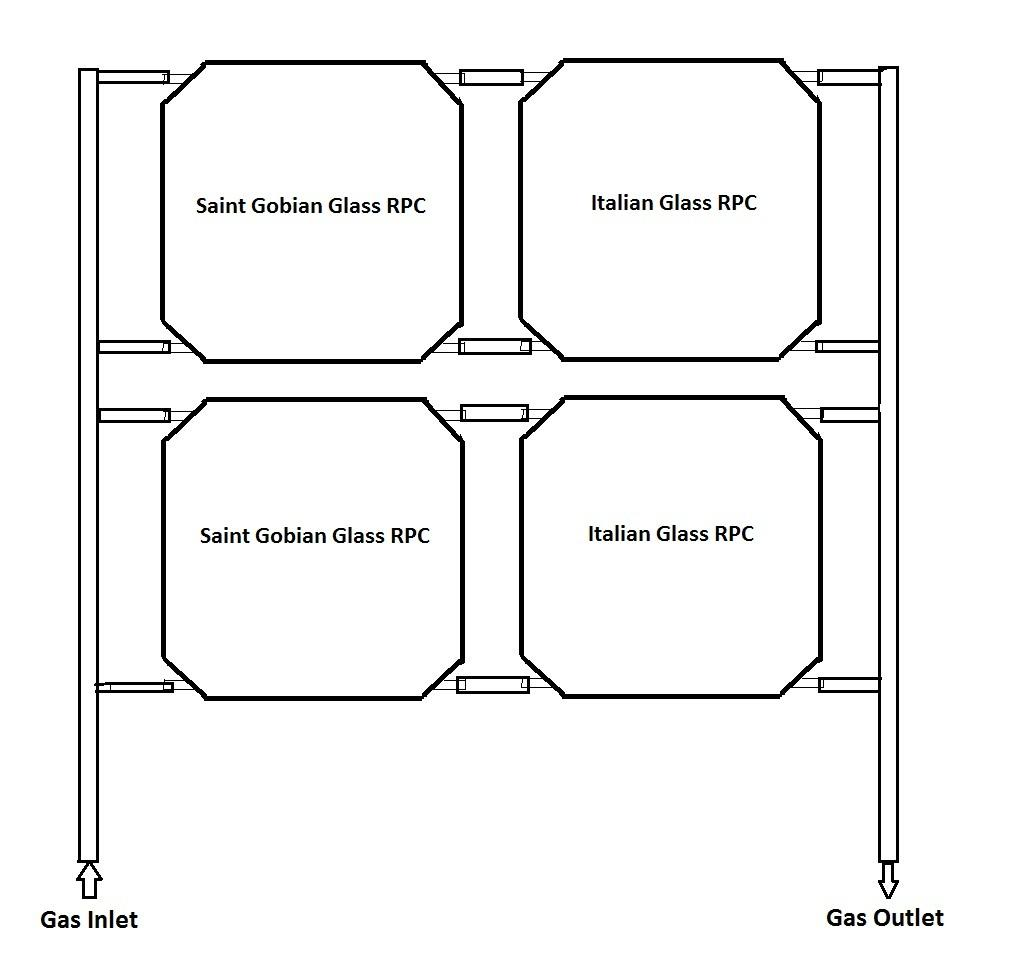 Saint Gobian Glass RPC
Italian Glass RPC
Saint Gobian Glass RPC
Italian Glass RPC
Gas Inlet
Gas Outlet